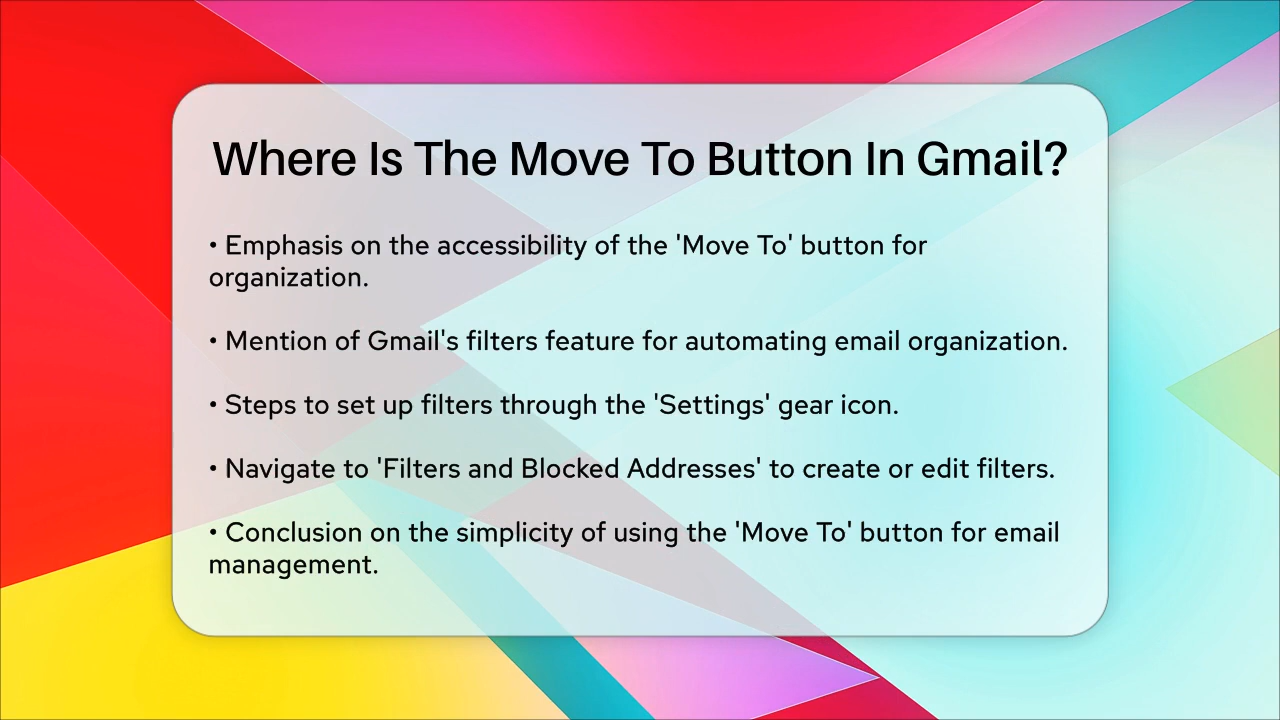 Where Is The Move To Button In Gmail?
• Emphasis on the accessibility of the 'Move To' button for
organization.
• Mention of Gmail's filters feature for automating email organization.
• Steps to set up filters through the 'Settings' gear icon.
• Navigate to 'Filters and Blocked Addresses' to create or edit filters.
• Conclusion on the simplicity of using the 'Move To' button for email
management.